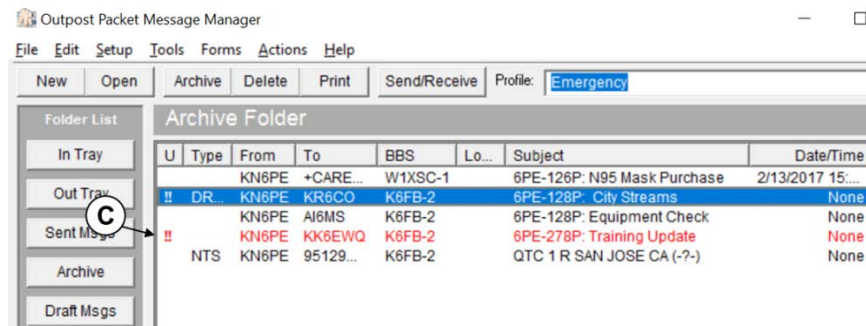 Outpost Packet Message Manager
File Edit Setup Tools Forms Actions Help
New Open Archive Delete Print Send/Receive Profile: Emergency
Folder List Archive Folder
In Tray
Out Tray
Sent Msgs
Archive
Draft Msgs
C
U Type From To BBS Lo... Subject Date/Time
KN6PE +CARE... W1XSC-1 6PE-126P: N95 Mask Purchase 2/13/2017 15:...
!! DR... KN6PE KR6CO K6FB-2 6PE-128P: City Streams None
KN6PE AI6MS K6FB-2 6PE-128P: Equipment Check None
!! KN6PE KK6EWQ K6FB-2 6PE-278P: Training Update None
NTS KN6PE 95129... K6FB-2 QTC 1 R SAN JOSE CA (-?-) None